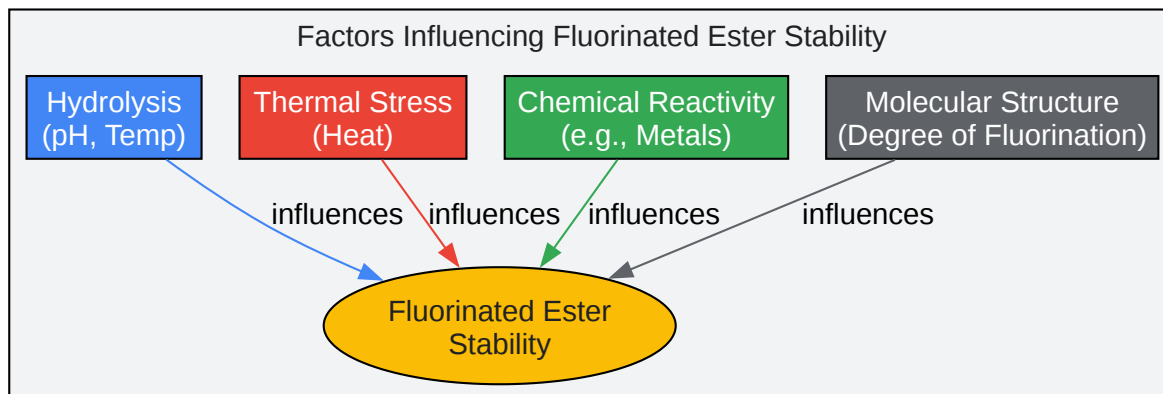 Factors Influencing Fluorinated Ester Stability
Hydrolysis
(pH, Temp)
Thermal Stress
(Heat)
Chemical Reactivity
(e.g., Metals)
Molecular Structure
(Degree of Fluorination)
influences
influences
influences
influences
Fluorinated Ester
Stability